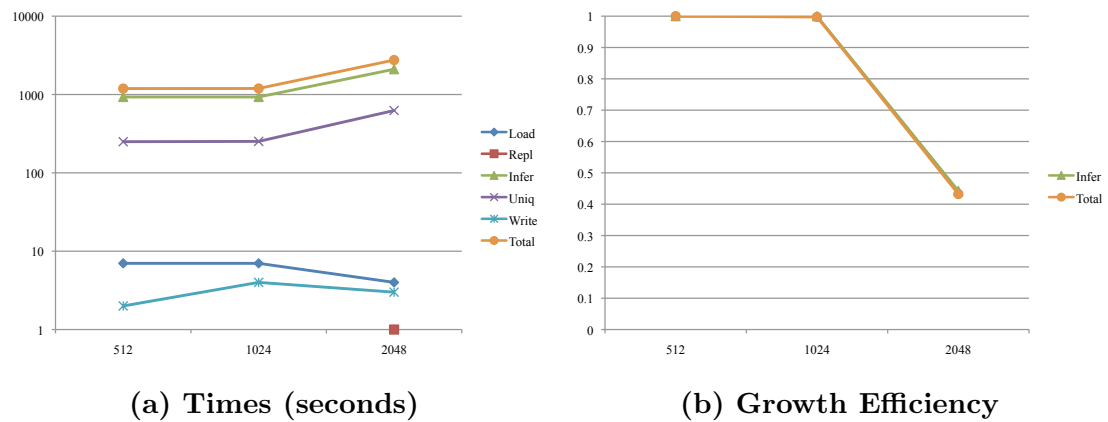 10000
1000
100
10
1
512
1024
2048
Load
Repl
Infer
Uniq
Write
Total
(a) Times (seconds)
1
0.9
0.8
0.7
0.6
0.5
0.4
0.3
0.2
0.1
0
512
1024
2048
Infer
Total
(b) Growth Efficiency